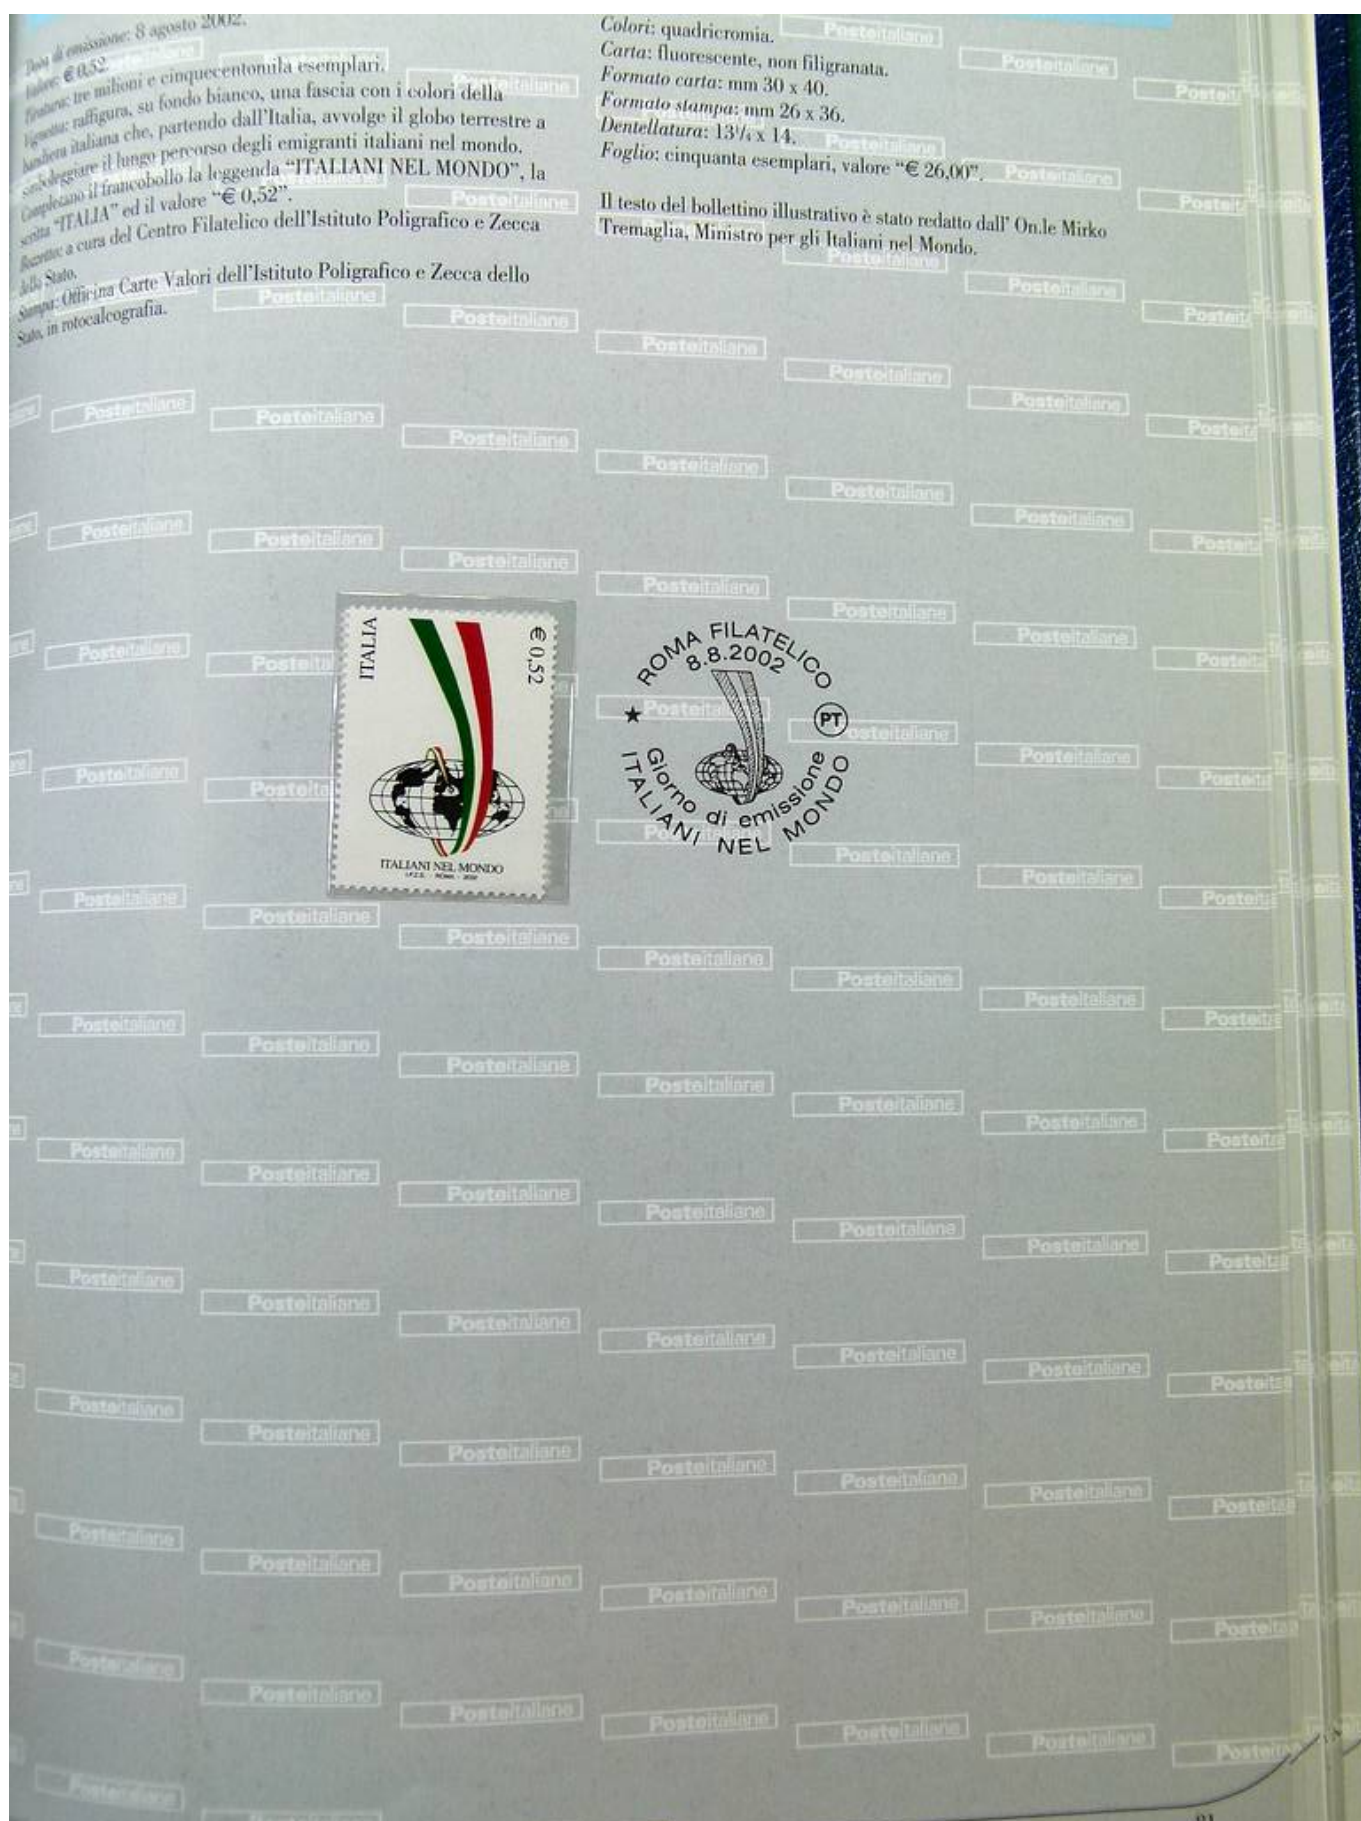 Data di emissione: 8 agosto 2002.
Valore: € 0,52.
Tiratura: tre milioni e cinquecentomila esemplari.
Vignetta: raffigura, su fondo bianco, una fascia con i colori della
bandiera italiana che, partendo dall'Italia, avvolge il globo terrestre a
simboleggiare il lungo percorso degli emigranti italiani nel mondo.
Completano il francobollo la leggenda “ITALIANI NEL MONDO”, la
scritta “ITALIA” ed il valore “€ 0,52”.
Bozzetto: a cura del Centro Filatelico dell'Istituto Poligrafico e Zecca
dello Stato.
Stampa: Officina Carte Valori dell'Istituto Poligrafico e Zecca dello
Stato, in rotocalcografia.
Colori: quadricromia.
Carta: fluorescente, non filigranata.
Formato carta: mm 30 x 40.
Formato stampa: mm 26 x 36.
Dentellatura: 13¼ x 14.
Foglio: cinquanta esemplari, valore “€ 26,00”.
Il testo del bollettino illustrativo è stato redatto dall' On.le Mirko
Tremaglia, Ministro per gli Italiani nel Mondo.
ITALIA
€ 0,52
ITALIANI NEL MONDO
I.P.Z.S. - ROMA - 2002
ROMA FILATELICO
8.8.2002
PT
Giorno di emissione
ITALIANI NEL MONDO
Posteitaliane